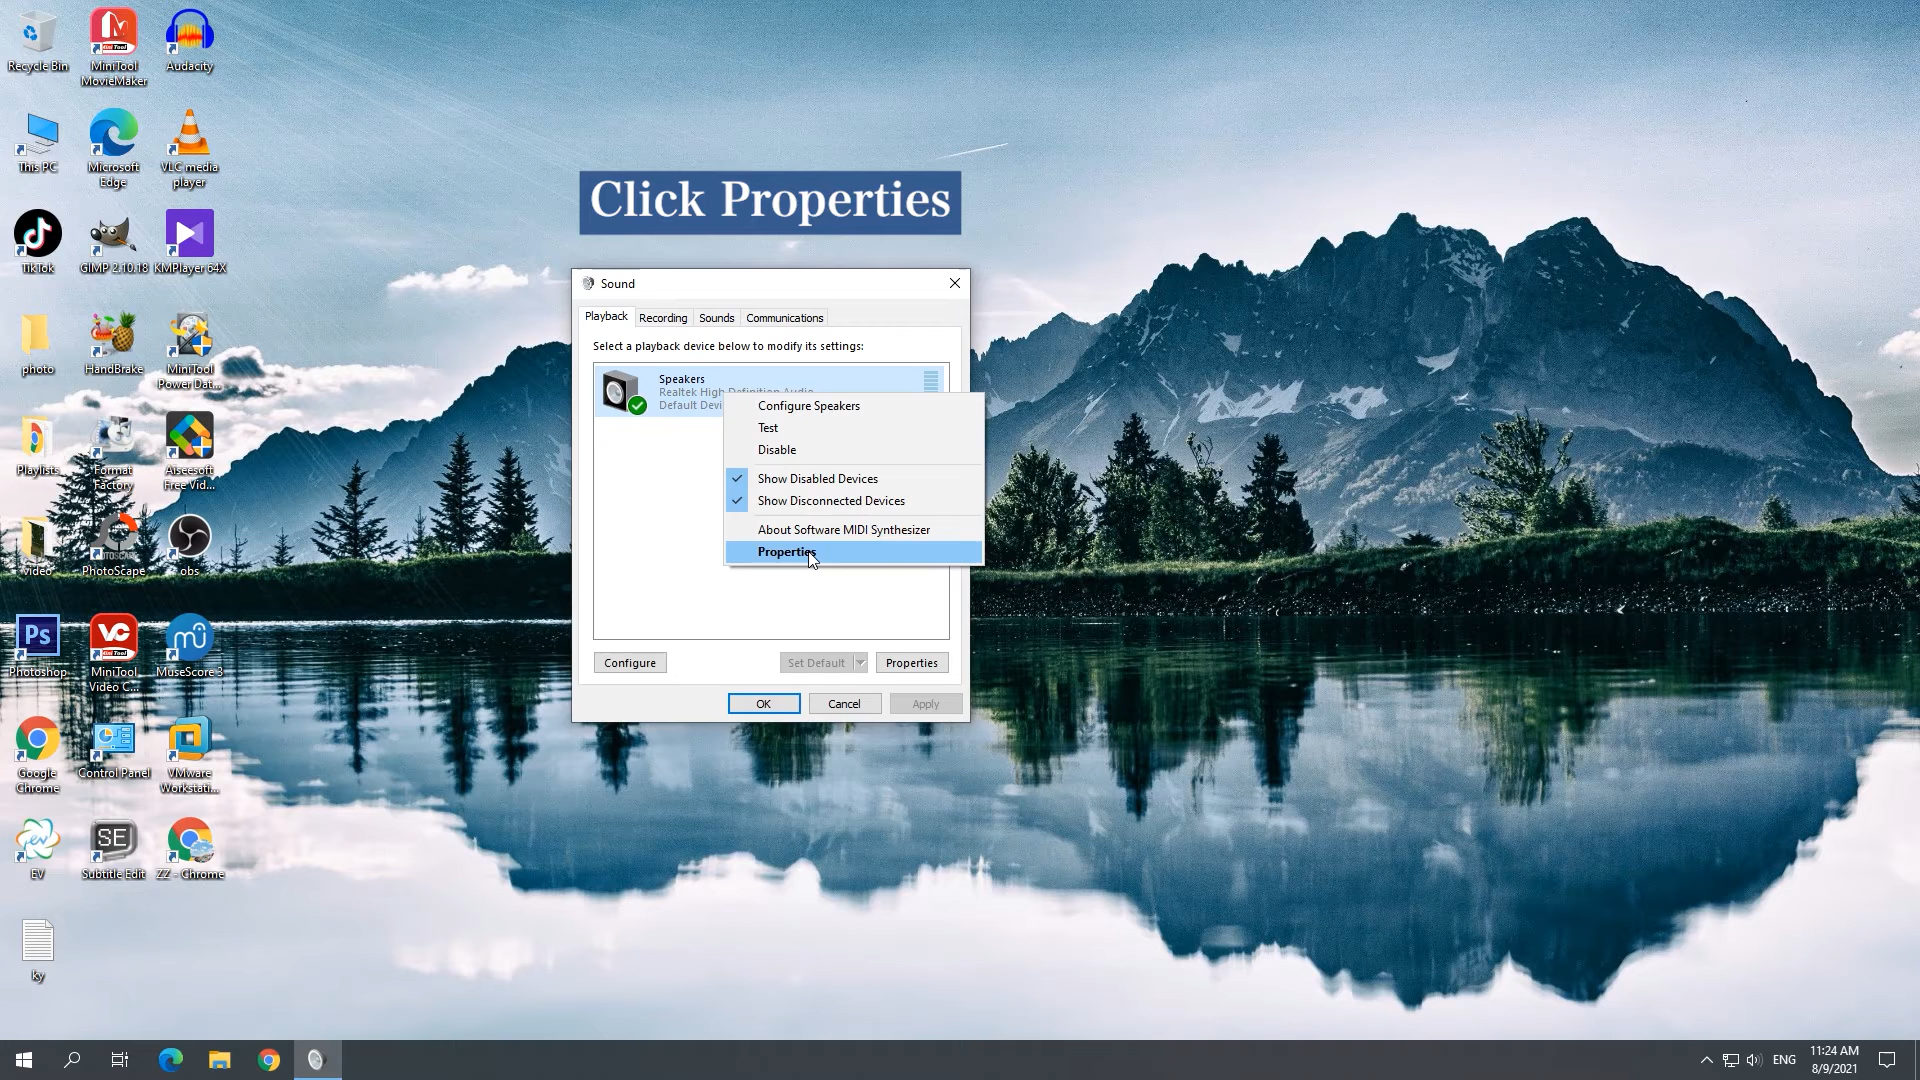 Recycle Bin
MiniTool
MovieMaker
Audacity
This PC
Microsoft
Edge
VLC media
player
TikTok
GIMP 2.10.18
KMPlayer 64X
photo
HandBrake
MiniTool
Power Dat...
Playlists
Format
Factory
Aiseesoft
Free Vid...
video
PhotoScape
obs
Ps
Photoshop
VC
MiniTool
Video C...
MuseScore 3
Google
Chrome
Control Panel
VMware
Workstati...
EV
SE
Subtitle Edit
ZZ - Chrome
ky
Click Properties
Sound
Playback
Recording
Sounds
Communications
Select a playback device below to modify its settings:
Speakers
Realtek High Definition Audio
Default Devi
Configure Speakers
Test
Disable
Show Disabled Devices
Show Disconnected Devices
About Software MIDI Synthesizer
Properties
Configure
Set Default
Properties
OK
Cancel
Apply
ENG
11:24 AM
8/9/2021